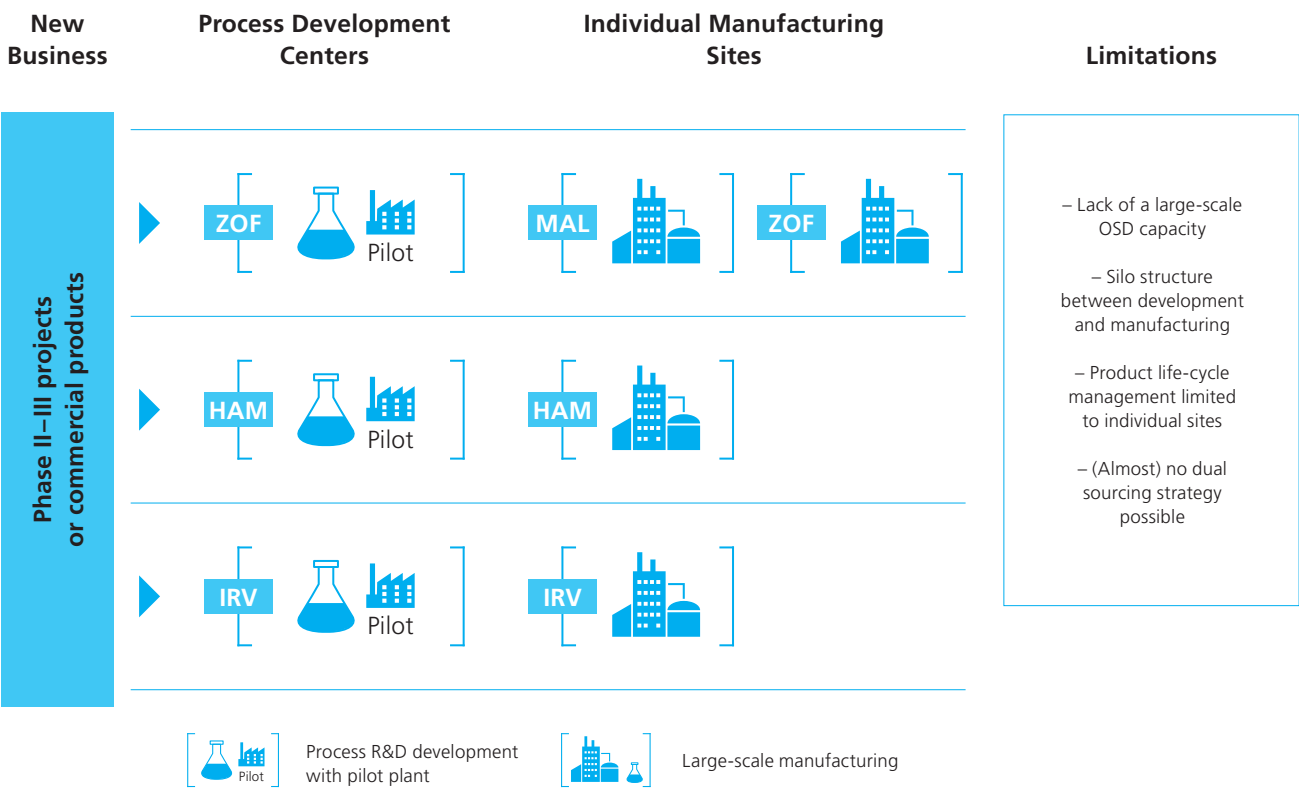 New
Business
Process Development
Centers
Individual Manufacturing
Sites
Limitations
Phase II–III projects
or commercial products
ZOF
Pilot
MAL
ZOF
HAM
Pilot
HAM
IRV
Pilot
IRV
– Lack of a large-scale
OSD capacity
– Silo structure
between development
and manufacturing
– Product life-cycle
management limited
to individual sites
– (Almost) no dual
sourcing strategy
possible
Pilot
Process R&D development
with pilot plant
Large-scale manufacturing